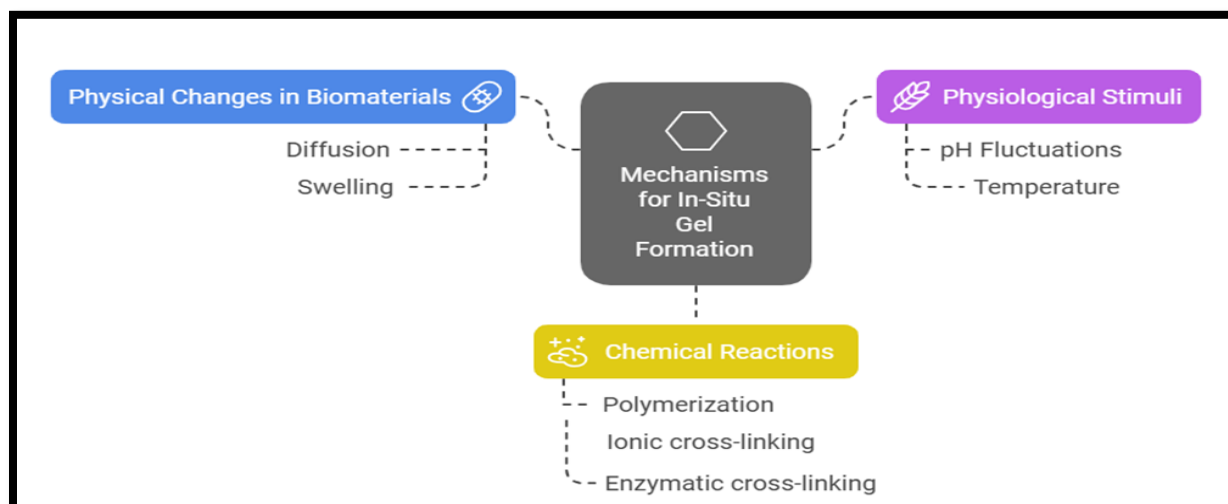 Physical Changes in Biomaterials
Diffusion
Swelling
Mechanisms
for In-Situ
Gel
Formation
Physiological Stimuli
pH Fluctuations
Temperature
Chemical Reactions
Polymerization
Ionic cross-linking
Enzymatic cross-linking